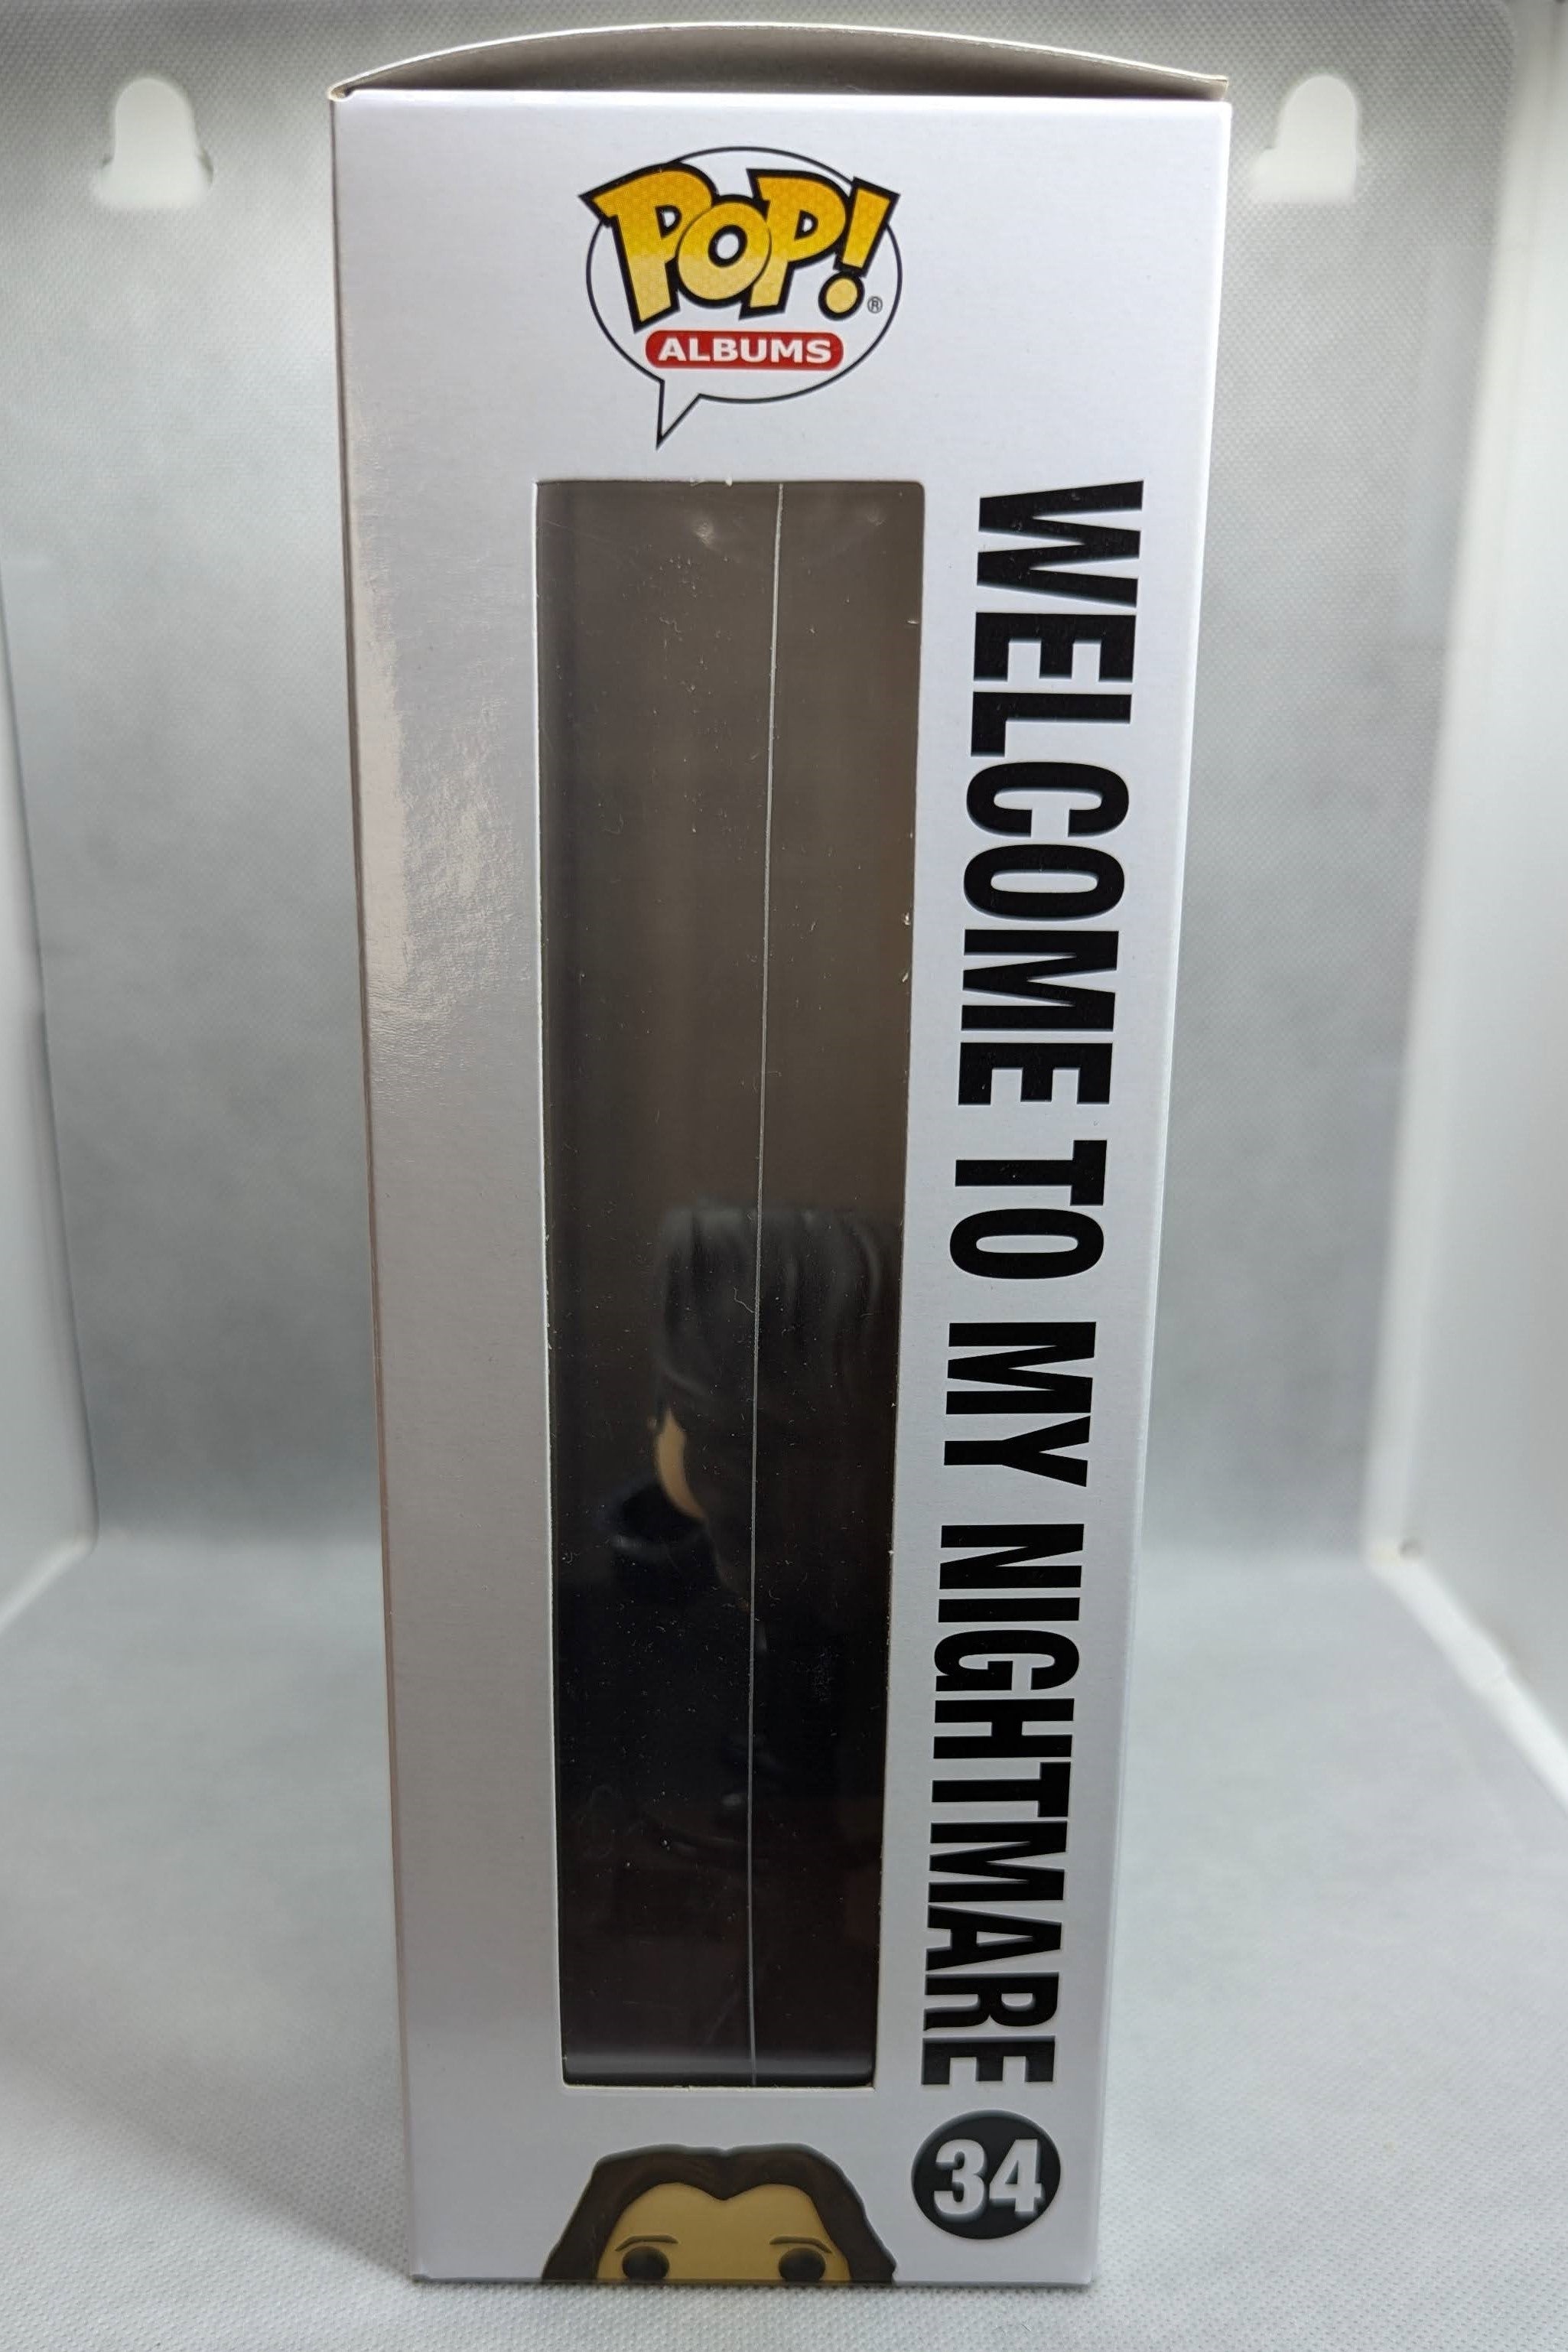 POP!®
ALBUMS
WELCOME TO MY NIGHTMARE
34